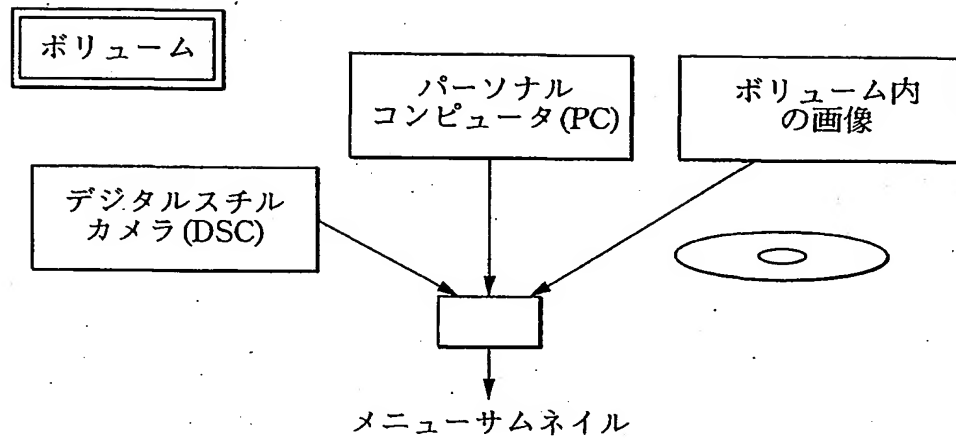 ボリューム
パーソナル
コンピュータ(PC)
ボリューム内
の画像
デジタルスチル
カメラ(DSC)
メニューサムネイル